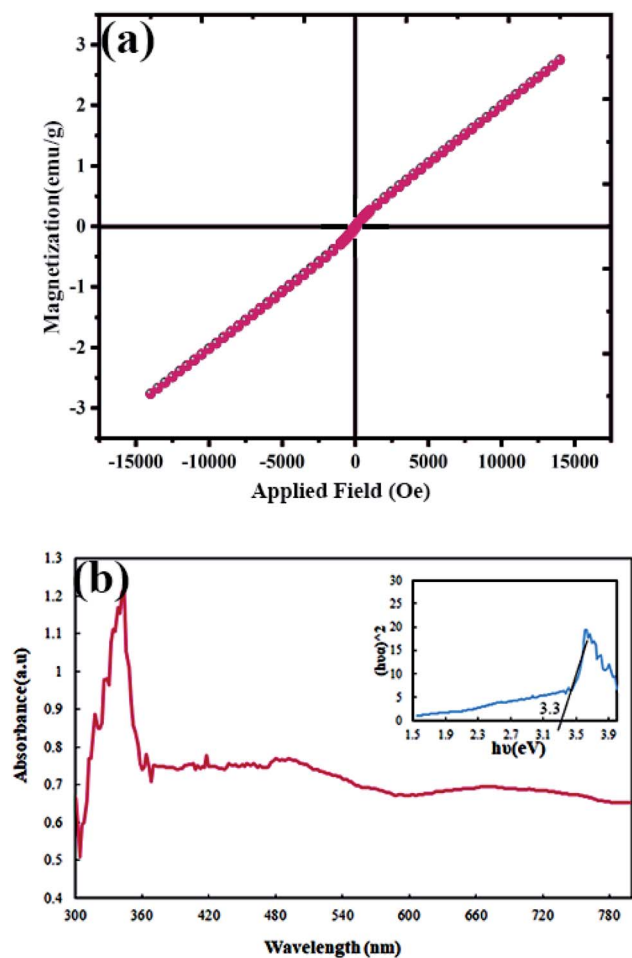 (a)
3
2
1
0
-1
-2
-3
Magnetization(emu/g)
-15000 -10000 -5000 0 5000 10000 15000
Applied Field (Oe)
(b)
1.3
1.2
1.1
1
0.9
0.8
0.7
0.6
0.5
0.4
Absorbance(a.u)
300 360 420 480 540 600 660 720 780
Wavelength (nm)
30
25
20
15
10
5
0
(hνα)^2
3.3
1.5 1.9 2.3 2.7 3.1 3.5 3.9
hυ(eV)